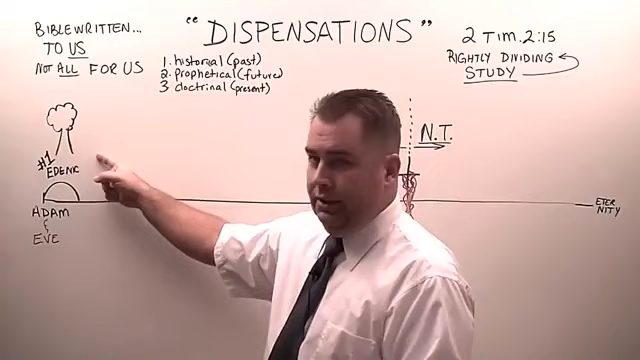 BIBLE WRITTEN...
TO US
NOT ALL FOR US
"DISPENSATIONS"
1. historical (past)
2. Prophetical (future)
3 doctrinal (present)
2 TIM. 2:15
RIGHTLY DIVIDING
STUDY
N.T.
#1
EDENIC
ADAM
&
EVE
ETER
NITY